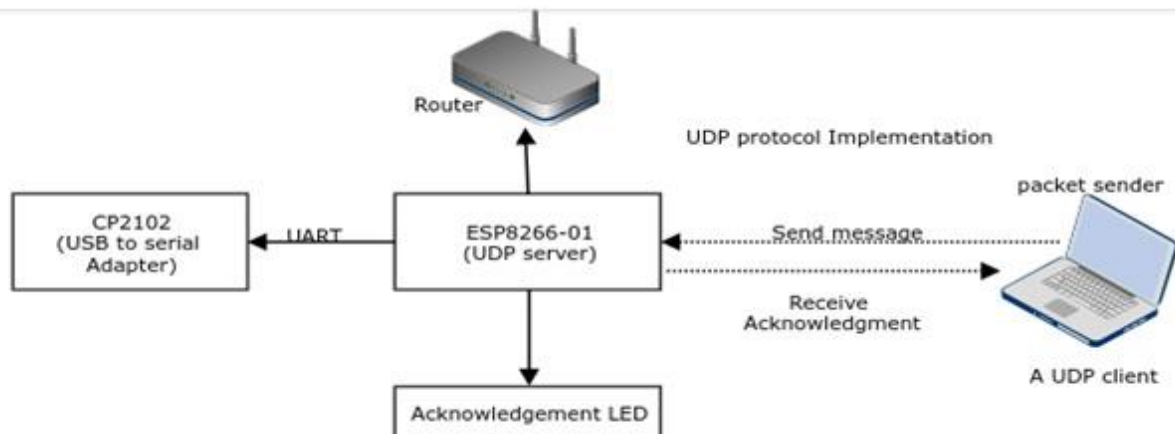 Router
UDP protocol Implementation
packet sender
CP2102
(USB to serial
Adapter)
UART
ESP8266-01
(UDP server)
Send message
Receive
Acknowledgment
A UDP client
Acknowledgement LED